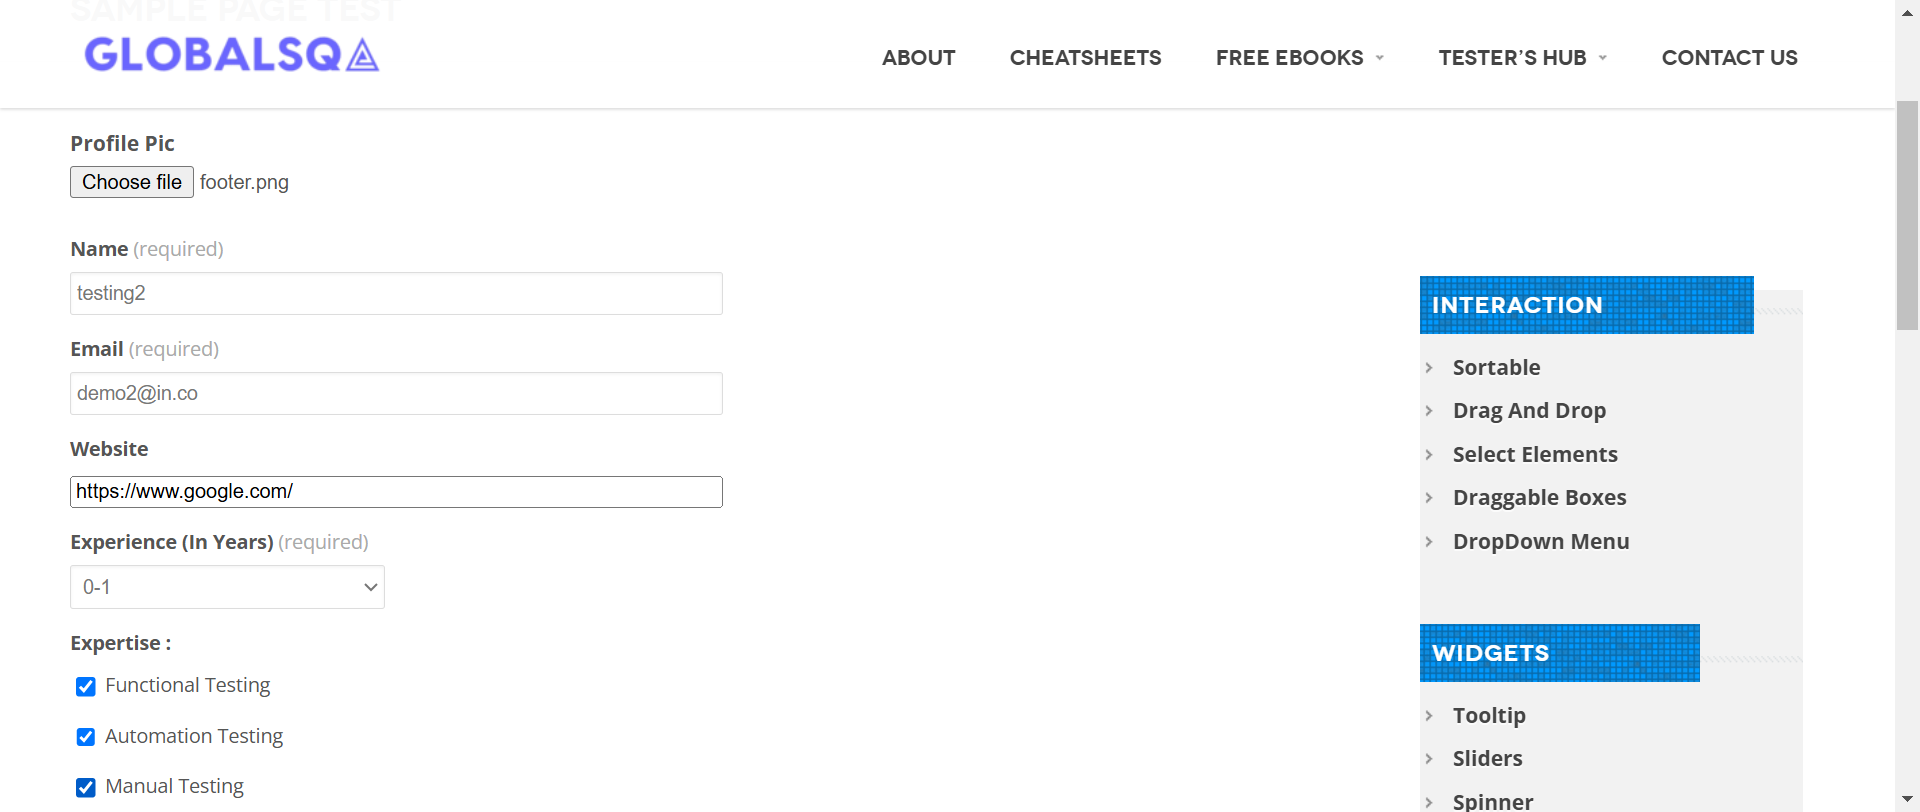 SAMPLE PAGE TEST
GLOBALSQA
ABOUT
CHEATSHEETS
FREE EBOOKS
TESTER’S HUB
CONTACT US
Profile Pic
Choose file footer.png
Name (required)
testing2
Email (required)
demo2@in.co
Website
https://www.google.com/
Experience (In Years) (required)
0-1
Expertise :
Functional Testing
Automation Testing
Manual Testing
INTERACTION
Sortable
Drag And Drop
Select Elements
Draggable Boxes
DropDown Menu
WIDGETS
Tooltip
Sliders
Spinner